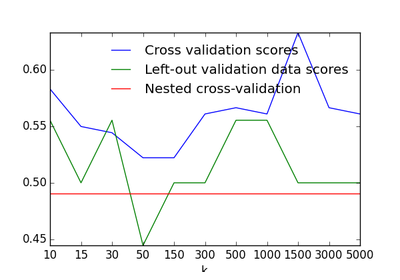 Cross validation scores
0.60
Left-out validation data scores
Nested cross-validation
0.55
0.50
0.45
10 15 30 50 150 300 500 1000 1500 3000 5000
k